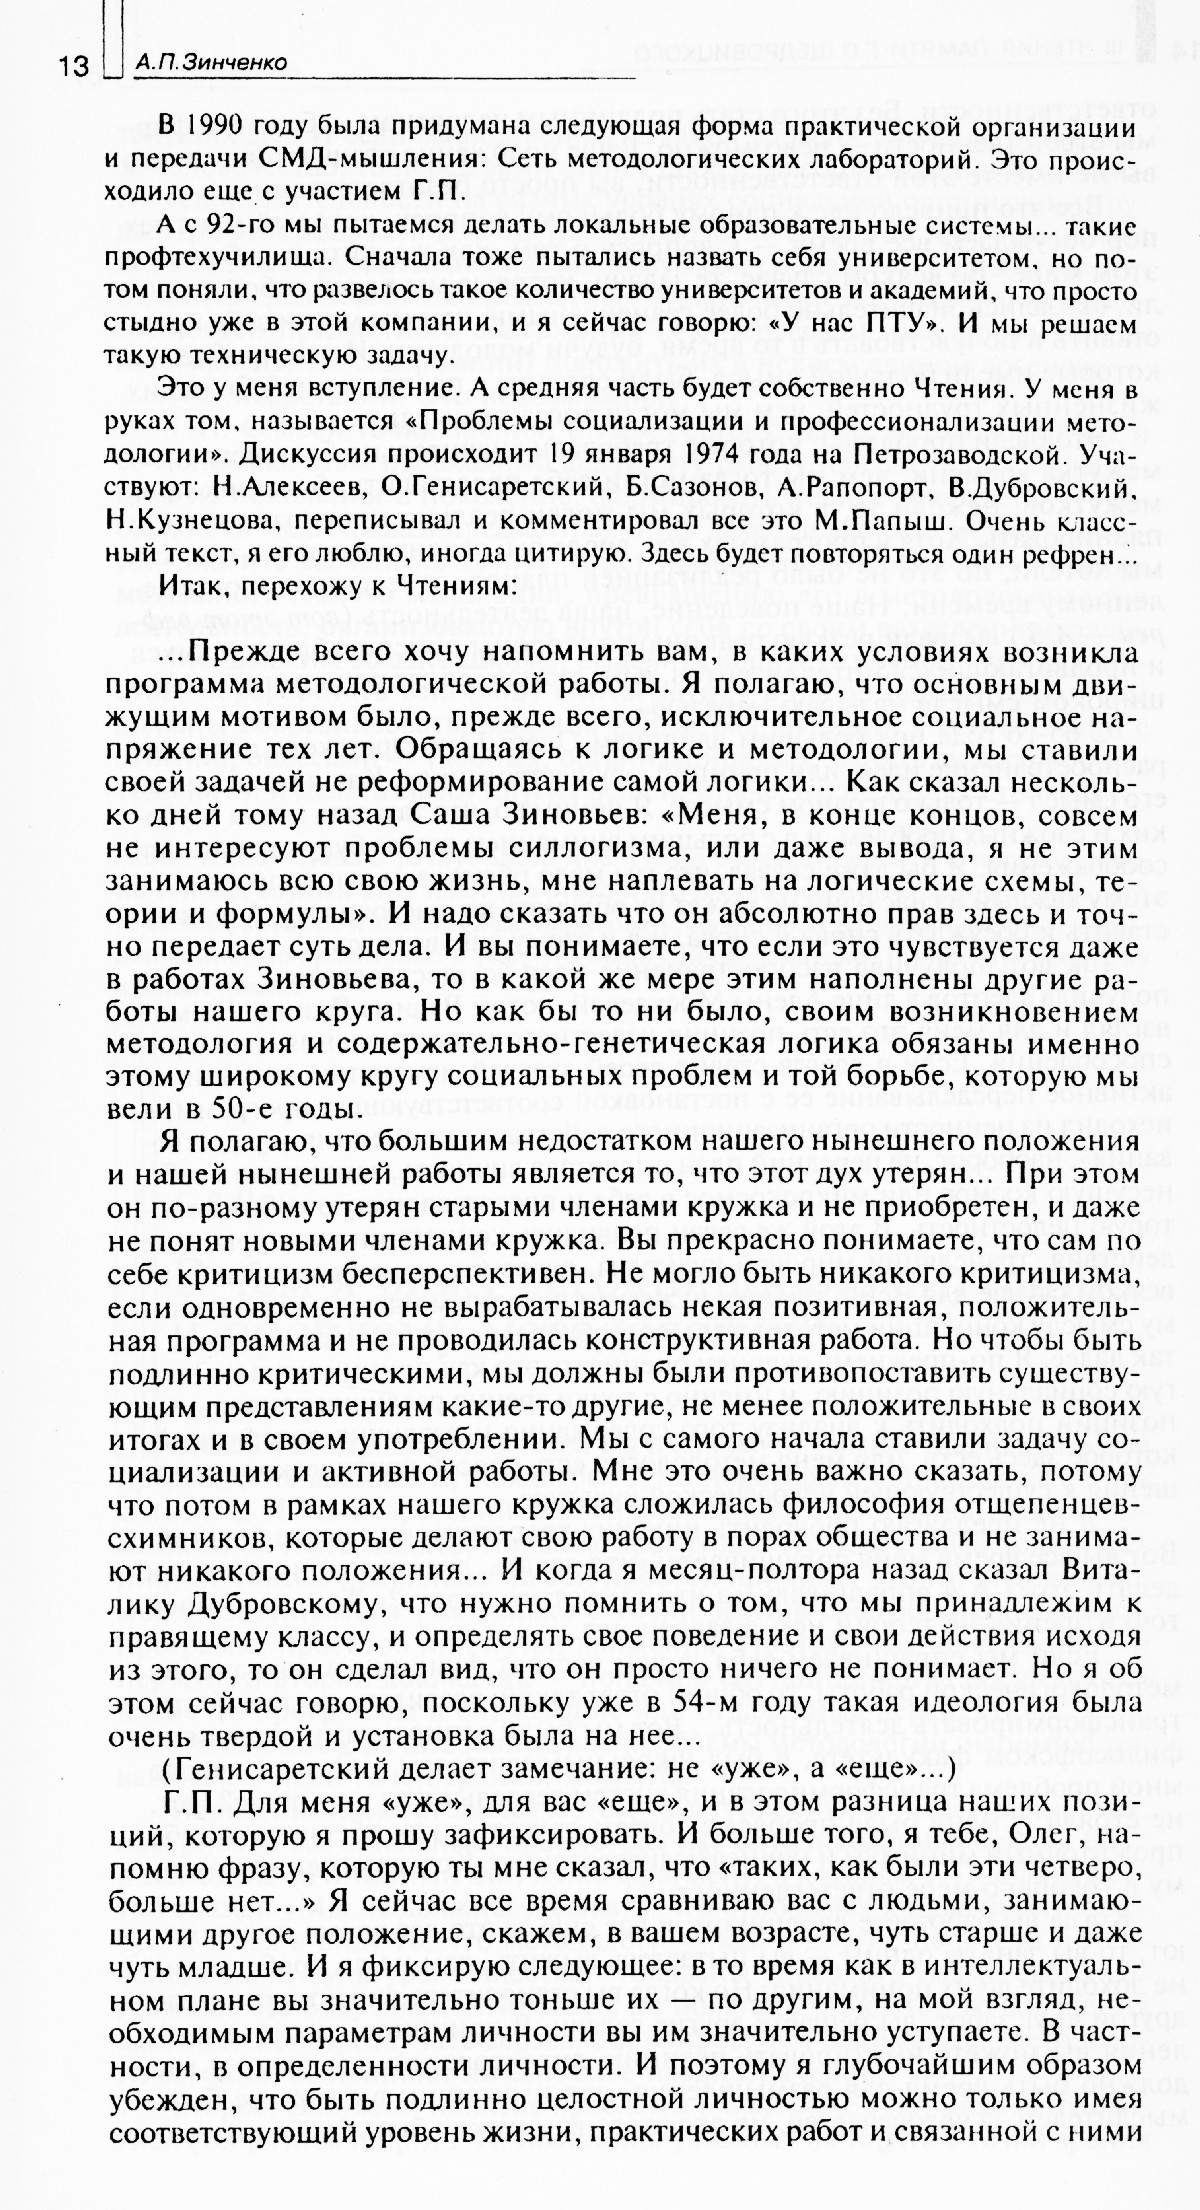 13
А.П.Зинченко
В 1990 году была придумана следующая форма практической организации
и передачи СМД-мышления: Сеть методологических лабораторий. Это проис-
ходило еще с участием Г.П.
А с 92-го мы пытаемся делать локальные образовательные системы... такие
профтехучилища. Сначала тоже пытались назвать себя университетом, но по-
том поняли, что развелось такое количество университетов и академий, что просто
стыдно уже в этой компании, и я сейчас говорю: «У нас ПТУ». И мы решаем
такую техническую задачу.
Это у меня вступление. А средняя часть будет собственно Чтения. У меня в
руках том, называется «Проблемы социализации и профессионализации мето-
дологии». Дискуссия происходит 19 января 1974 года на Петрозаводской. Уча-
ствуют: Н.Алексеев, О.Генисаретский, Б.Сазонов, А.Рапопорт, В.Дубровский,
Н.Кузнецова, переписывал и комментировал все это М.Папыш. Очень класс-
ный текст, я его люблю, иногда цитирую. Здесь будет повторяться один рефрен...
Итак, перехожу к Чтениям:
...Прежде всего хочу напомнить вам, в каких условиях возникла
программа методологической работы. Я полагаю, что основным дви-
жущим мотивом было, прежде всего, исключительное социальное на-
пряжение тех лет. Обращаясь к логике и методологии, мы ставили
своей задачей не реформирование самой логики... Как сказал несколь-
ко дней тому назад Саша Зиновьев: «Меня, в конце концов, совсем
не интересуют проблемы силлогизма, или даже вывода, я не этим
занимаюсь всю свою жизнь, мне наплевать на логические схемы, те-
ории и формулы». И надо сказать что он абсолютно прав здесь и точ-
но передает суть дела. И вы понимаете, что если это чувствуется даже
в работах Зиновьева, то в какой же мере этим наполнены другие ра-
боты нашего круга. Но как бы то ни было, своим возникновением
методология и содержательно-генетическая логика обязаны именно
этому широкому кругу социальных проблем и той борьбе, которую мы
вели в 50-е годы.
Я полагаю, что большим недостатком нашего нынешнего положения
и нашей нынешней работы является то, что этот дух утерян... При этом
он по-разному утерян старыми членами кружка и не приобретен, и даже
не понят новыми членами кружка. Вы прекрасно понимаете, что сам по
себе критицизм бесперспективен. Не могло быть никакого критицизма,
если одновременно не вырабатывалась некая позитивная, положитель-
ная программа и не проводилась конструктивная работа. Но чтобы быть
подлинно критическими, мы должны были противопоставить существу-
ющим представлениям какие-то другие, не менее положительные в своих
итогах и в своем употреблении. Мы с самого начала ставили задачу со-
циализации и активной работы. Мне это очень важно сказать, потому
что потом в рамках нашего кружка сложилась философия отщепенцев-
схимников, которые делают свою работу в порах общества и не занима-
ют никакого положения... И когда я месяц-полтора назад сказал Вита-
лику Дубровскому, что нужно помнить о том, что мы принадлежим к
правящему классу, и определять свое поведение и свои действия исходя
из этого, то он сделал вид, что он просто ничего не понимает. Но я об
этом сейчас говорю, поскольку уже в 54-м году такая идеология была
очень твердой и установка была на нее...
(Генисаретский делает замечание: не «уже», а «еще»...)
Г.П. Для меня «уже», для вас «еще», и в этом разница наших пози-
ций, которую я прошу зафиксировать. И больше того, я тебе, Олег, на-
помню фразу, которую ты мне сказал, что «таких, как были эти четверо,
больше нет...» Я сейчас все время сравниваю вас с людьми, занимаю-
щими другое положение, скажем, в вашем возрасте, чуть старше и даже
чуть младше. И я фиксирую следующее: в то время как в интеллектуаль-
ном плане вы значительно тоньше их — по другим, на мой взгляд, не-
обходимым параметрам личности вы им значительно уступаете. В част-
ности, в определенности личности. И поэтому я глубочайшим образом
убежден, что быть подлинно целостной личностью можно только имея
соответствующий уровень жизни, практических работ и связанной с ними